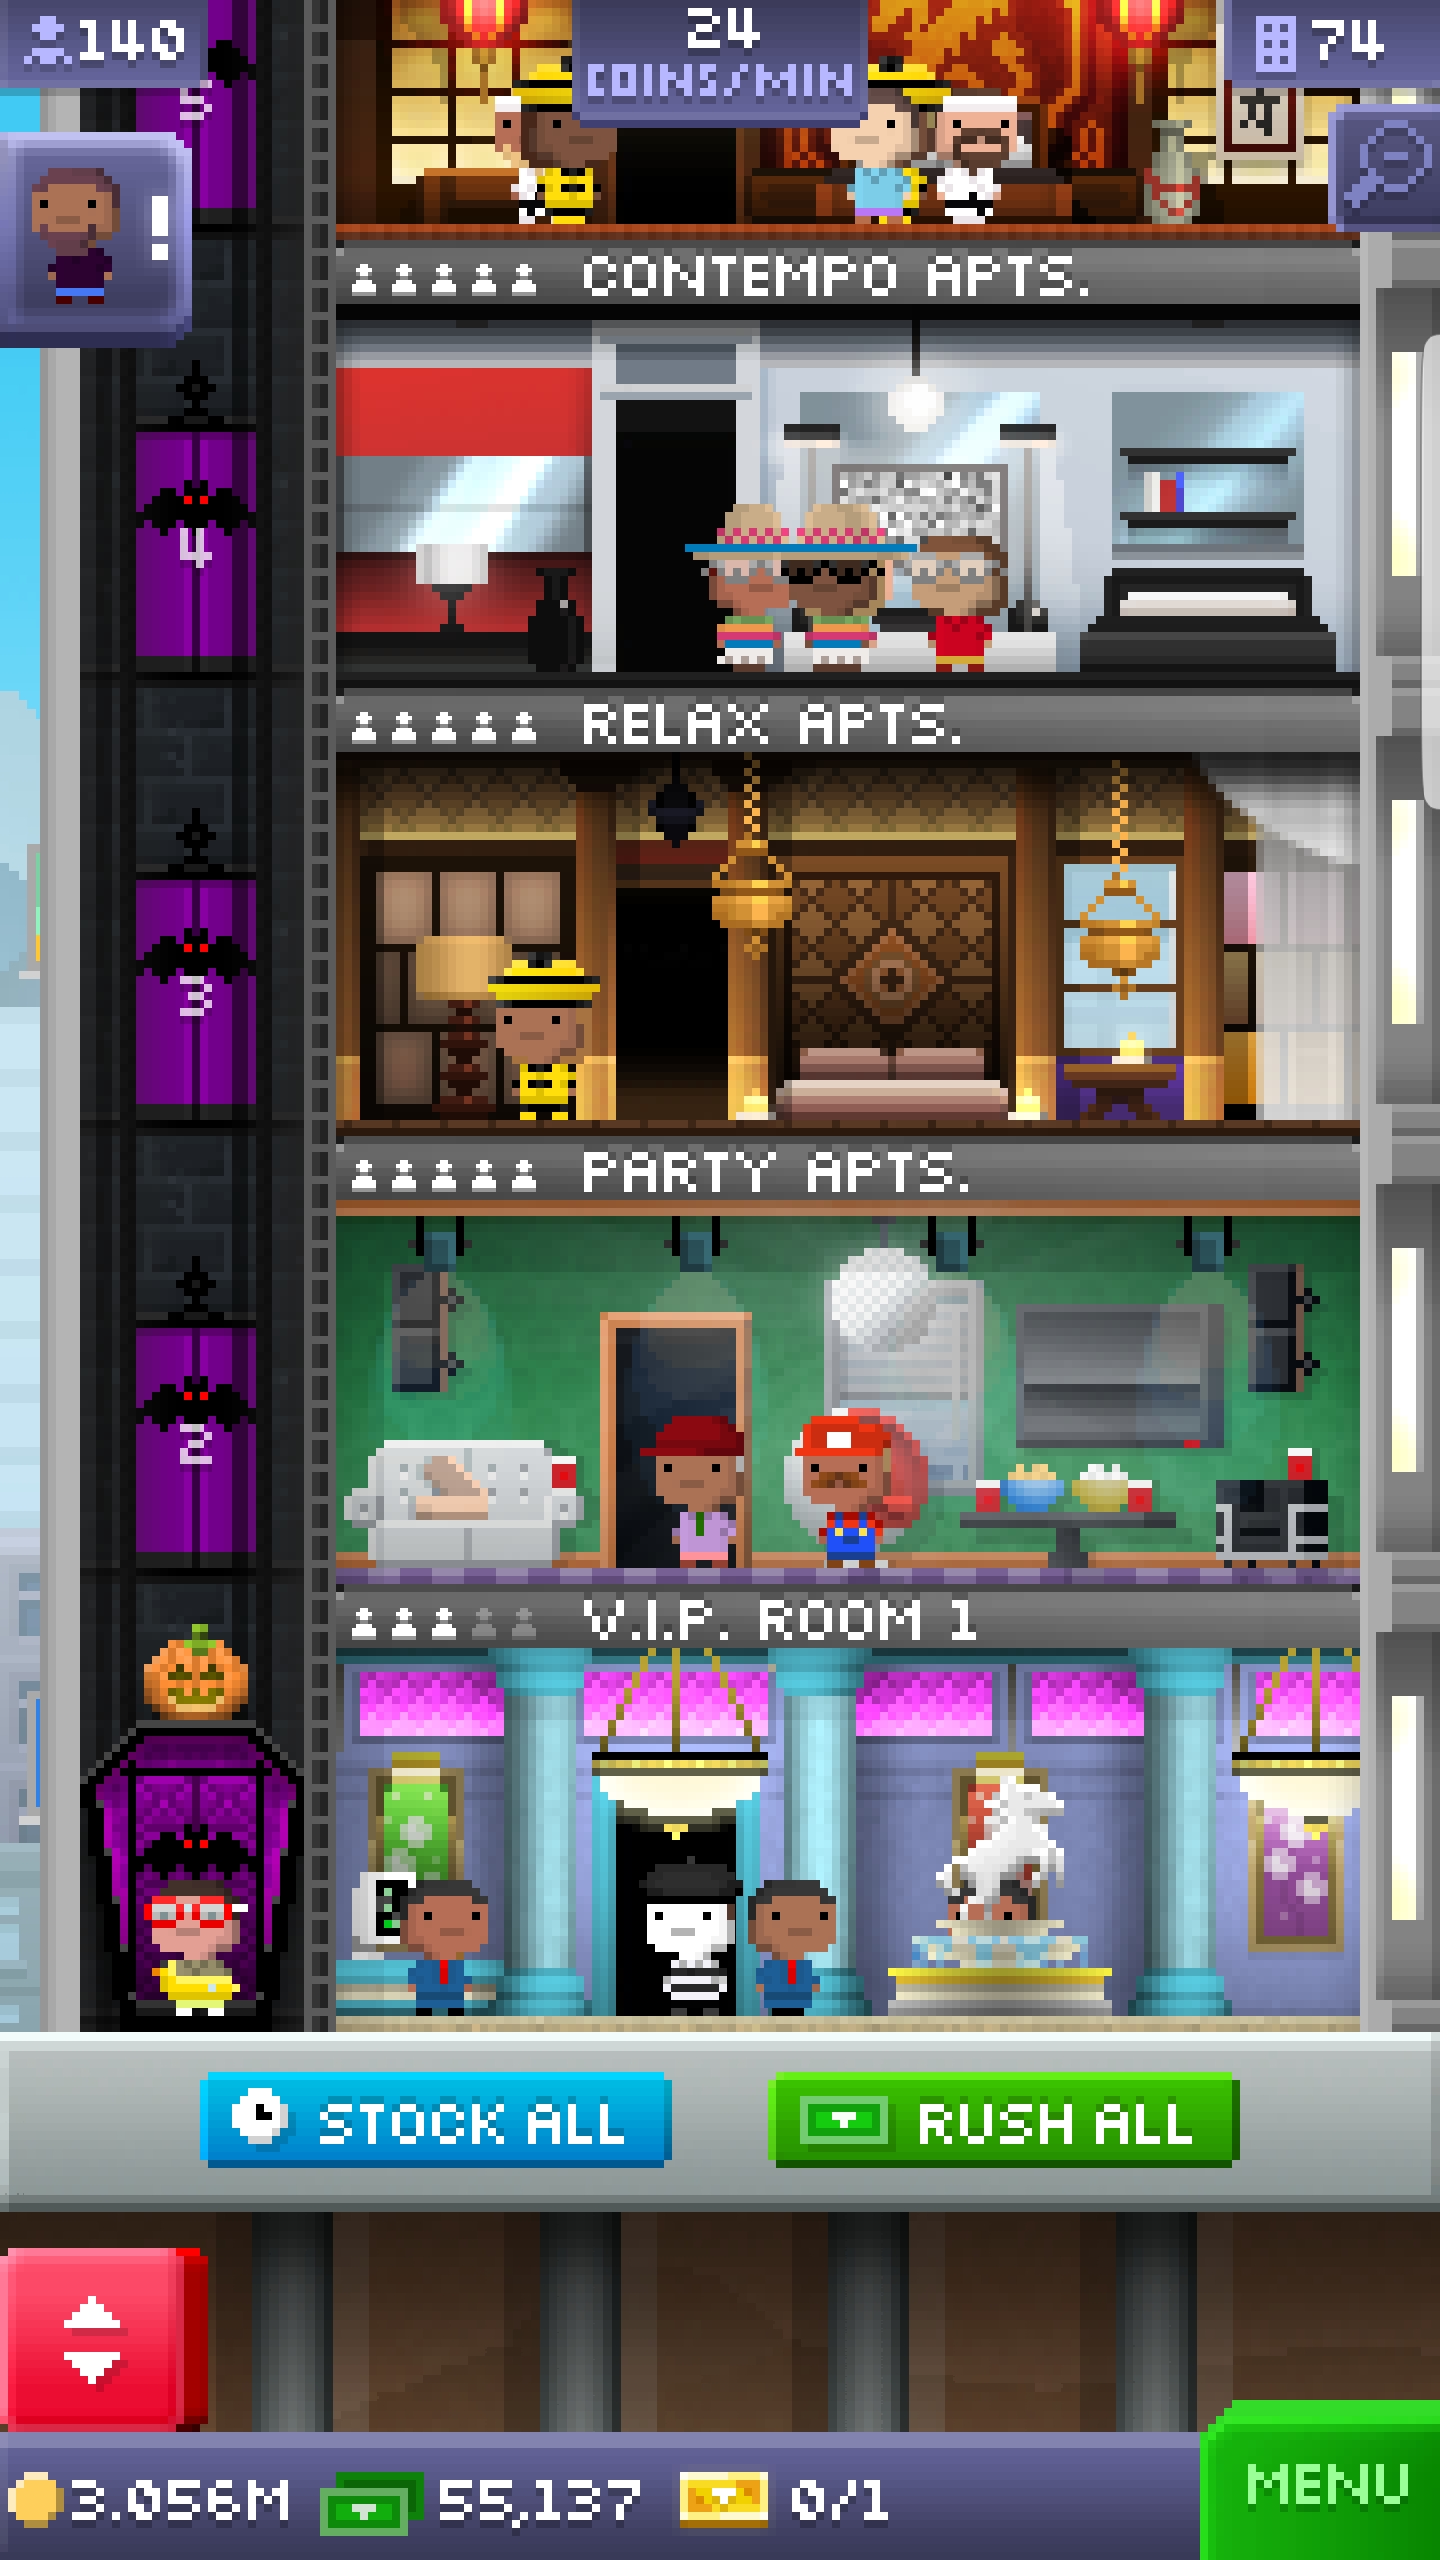 140
24
COINS/MIN
74
5
!
CONTEMPO APTS.
4
RELAX APTS.
3
PARTY APTS.
2
V.I.P. ROOM 1
STOCK ALL
RUSH ALL
3.056M
55,137
0/1
MENU